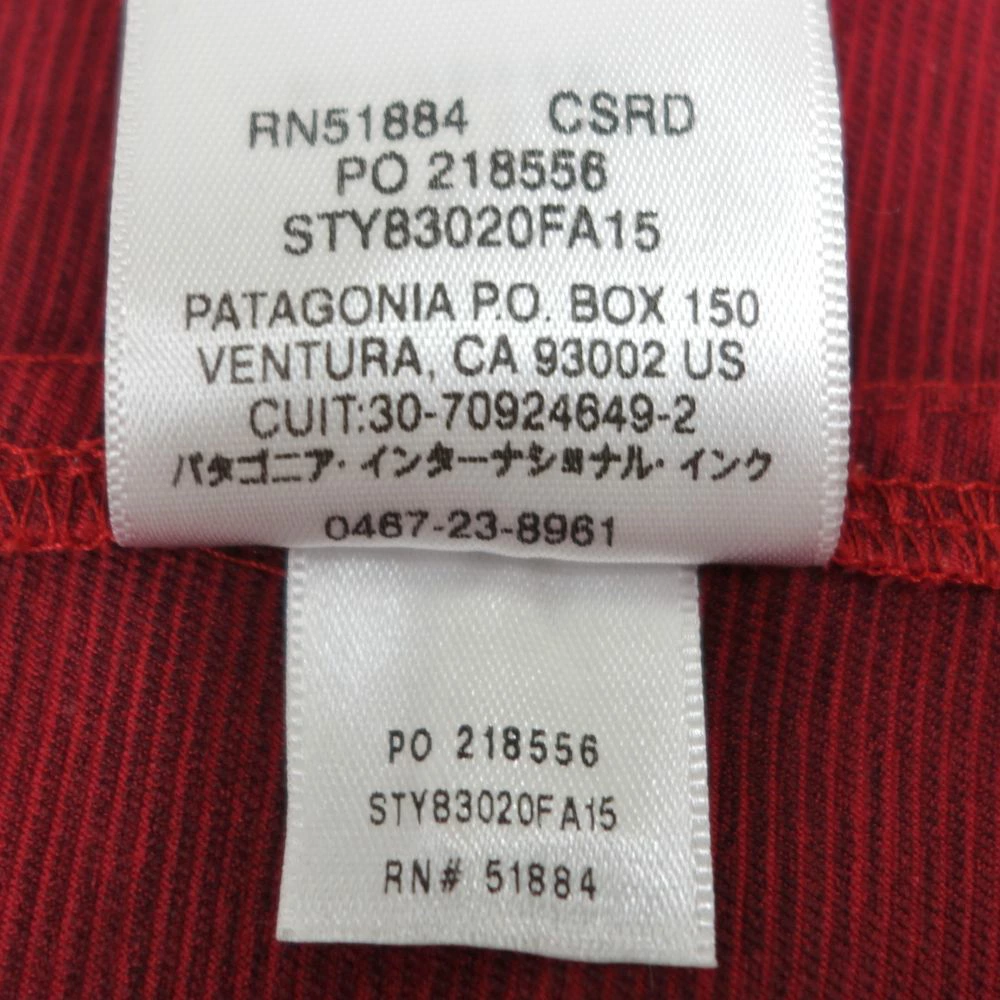 RN51884 CSRD
PO 218556
STY83020FA15
PATAGONIA P.O. BOX 150
VENTURA, CA 93002 US
CUIT:30-70924649-2
パタゴニア・インターナショナル・インク
0467-23-8961
PO 218556
STY83020FA15
RN# 51884